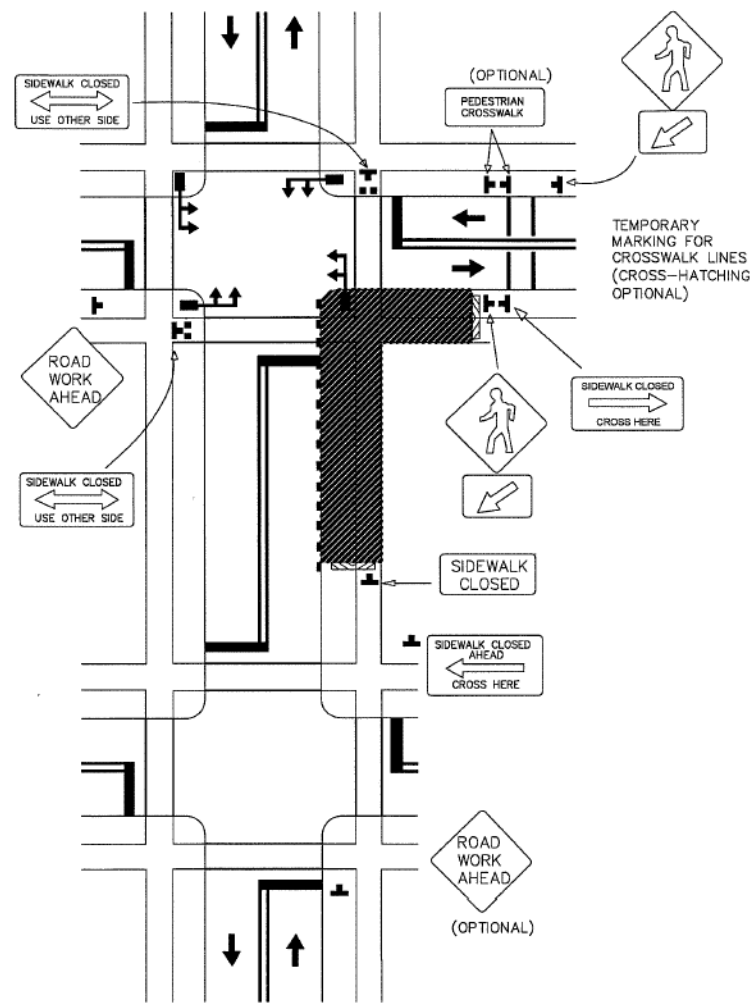 SIDEWALK CLOSED
USE OTHER SIDE
(OPTIONAL)
PEDESTRIAN
CROSSWALK
TEMPORARY
MARKING FOR
CROSSWALK LINES
(CROSS-HATCHING
OPTIONAL)
ROAD
WORK
AHEAD
SIDEWALK CLOSED
CROSS HERE
SIDEWALK CLOSED
USE OTHER SIDE
SIDEWALK
CLOSED
SIDEWALK CLOSED
AHEAD
CROSS HERE
ROAD
WORK
AHEAD
(OPTIONAL)